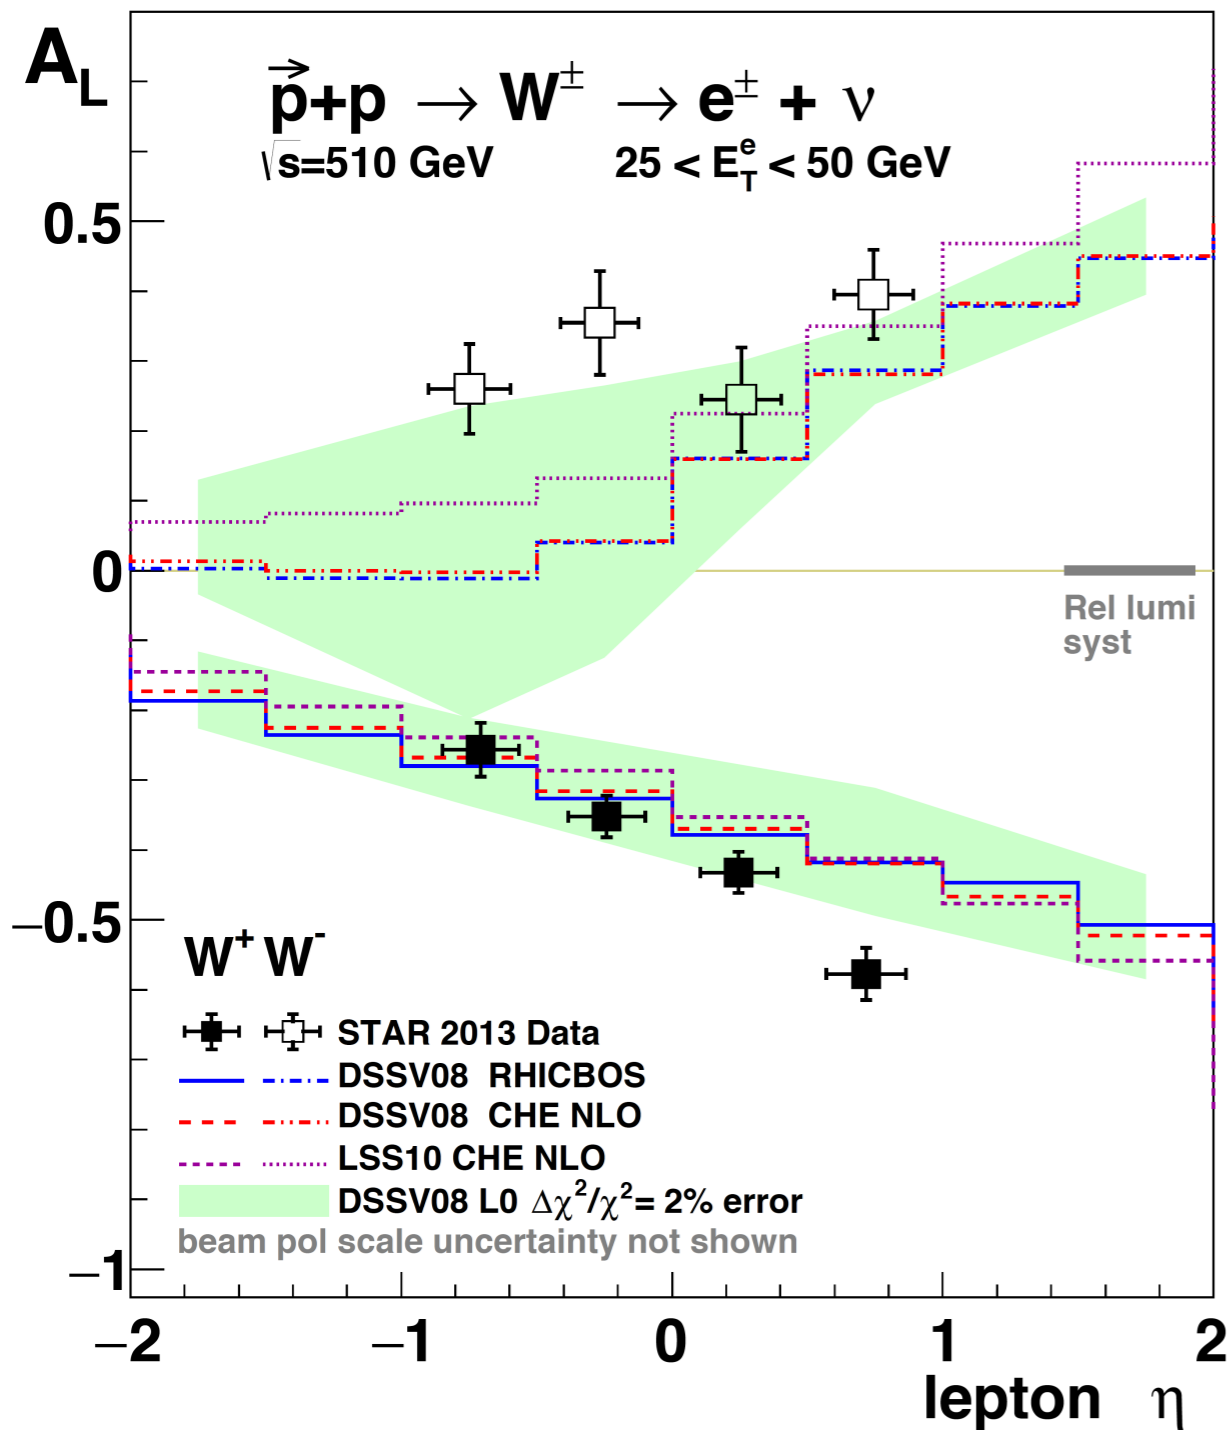 A_L
p⃗+p → W^± → e^± + ν
√s=510 GeV 25 < E_T^e < 50 GeV
0.5
0
Rel lumi
syst
−0.5
W^+ W^-
STAR 2013 Data
DSSV08 RHICBOS
DSSV08 CHE NLO
LSS10 CHE NLO
DSSV08 L0 Δχ^2/χ^2= 2% error
beam pol scale uncertainty not shown
−1
−2 −1 0 1 2
lepton η